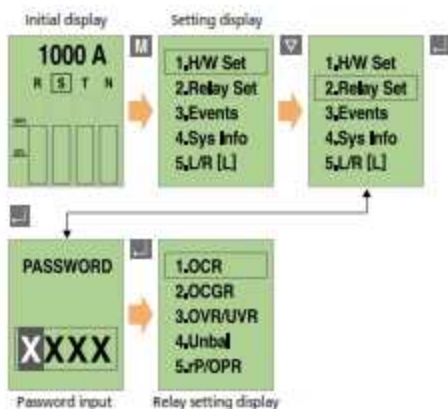 Initial display
Setting display
1000 A
R S T N
M
1.H/W Set
2.Relay Set
3.Events
4.Sys Info
5.L/R [L]
1.H/W Set
2.Relay Set
3.Events
4.Sys Info
5.L/R [L]
PASSWORD
XXXX
1.OCR
2.OCGR
3.OVR/UVR
4.Unbal
5.rP/OPR
Password input
Relay setting display